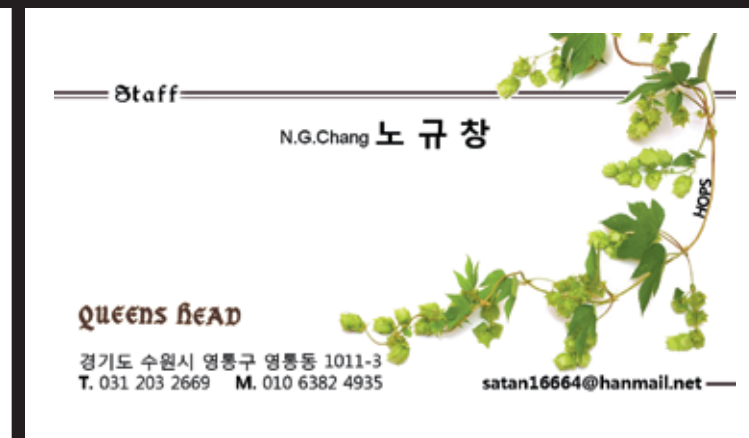 Staff
N.G.Chang 노 규 창
HOPS
QUEENS HEAD
경기도 수원시 영통구 영통동 1011-3
T. 031 203 2669 M. 010 6382 4935
satan16664@hanmail.net